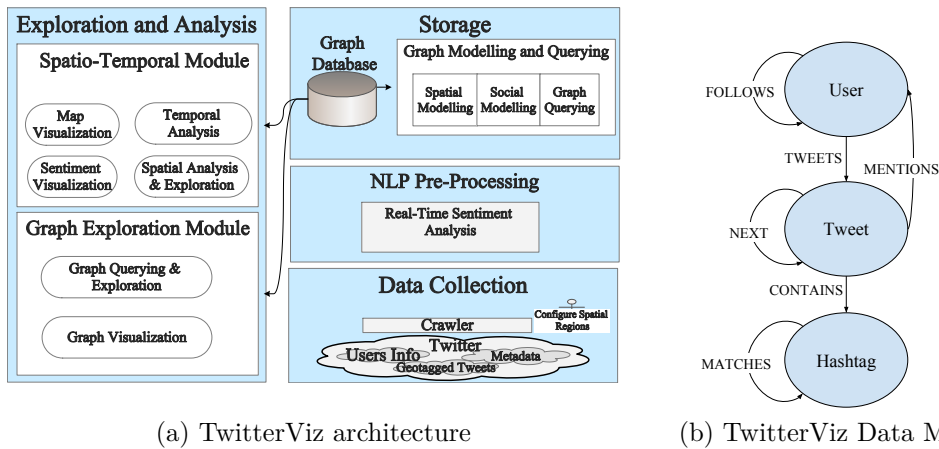 Exploration and Analysis
Spatio-Temporal Module
Map
Visualization
Temporal
Analysis
Sentiment
Visualization
Spatial Analysis
& Exploration
Graph Exploration Module
Graph Querying &
Exploration
Graph Visualization
Storage
Graph
Database
Graph Modelling and Querying
Spatial
Modelling
Social
Modelling
Graph
Querying
NLP Pre-Processing
Real-Time Sentiment
Analysis
Data Collection
Configure Spatial
Regions
Crawler
Twitter
Users Info
Metadata
Geotagged Tweets
(a) TwitterViz architecture
FOLLOWS
User
TWEETS
MENTIONS
NEXT
Tweet
CONTAINS
MATCHES
Hashtag
(b) TwitterViz Data M